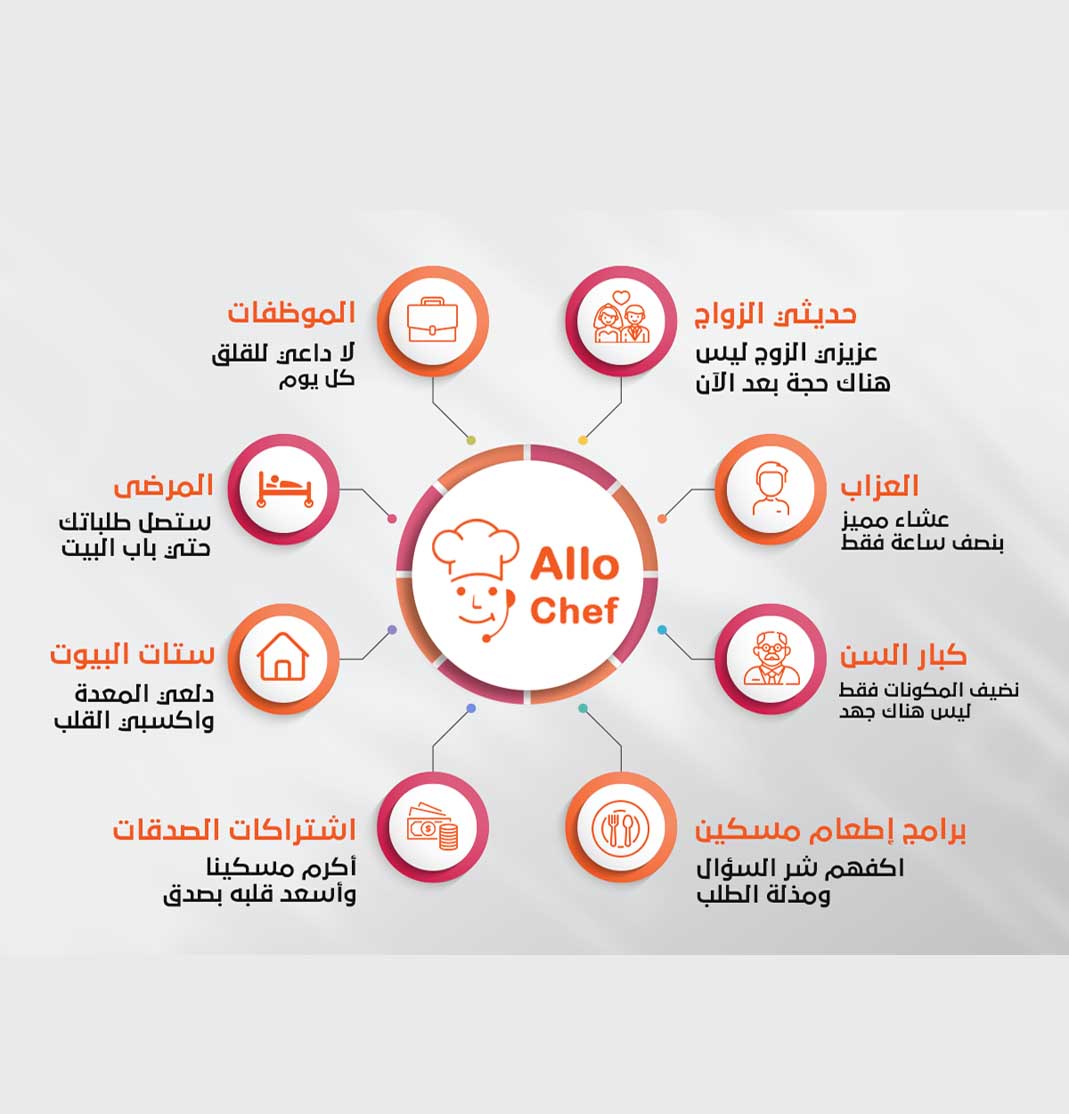 حديثي الزواج
عزيزي الزوج ليس
هناك حجة بعد الآن
الموظفات
لا داعي للقلق
كل يوم
العزاب
عشاء مميز
بنصف ساعة فقط
المرضى
ستصل طلباتك
حتي باب البيت
Allo
Chef
كبار السن
نضيف المكونات فقط
ليس هناك جهد
ستات البيوت
دلعي المعدة
واكسبي القلب
برامج إطعام مسكين
اكفهم شر السؤال
ومذلة الطلب
اشتراكات الصدقات
أكرم مسكينا
وأسعد قلبه بصدق